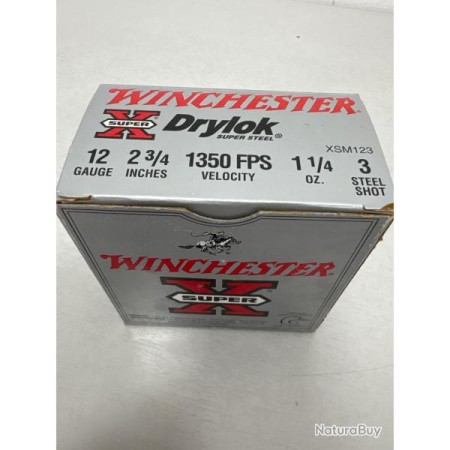 WINCHESTER
SUPER X Drylok
SUPER STEEL®
XSM123
12 2 3/4 1350 FPS 1 1/4 3
GAUGE INCHES VELOCITY OZ. STEEL
SHOT
WINCHESTER
SUPER X
NaturaBuy